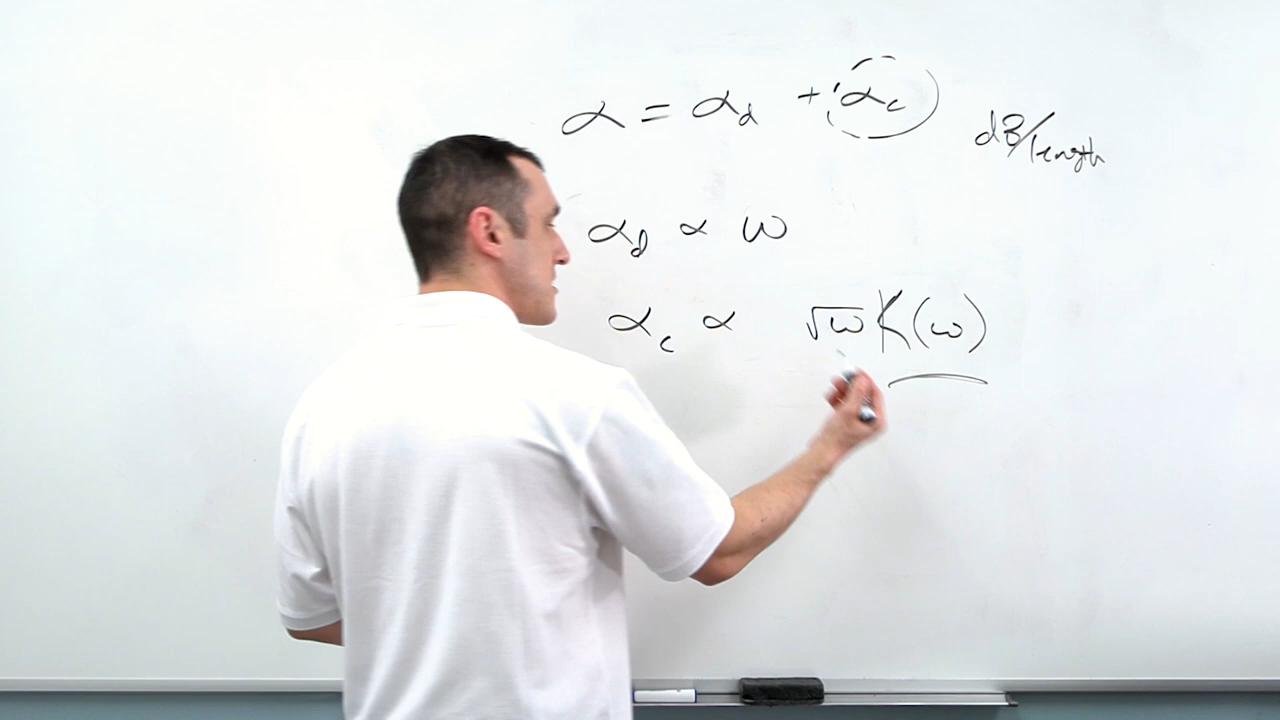 α = α_d + α_c dB/length
α_d ∝ ω
α_c ∝ √ω K(ω)